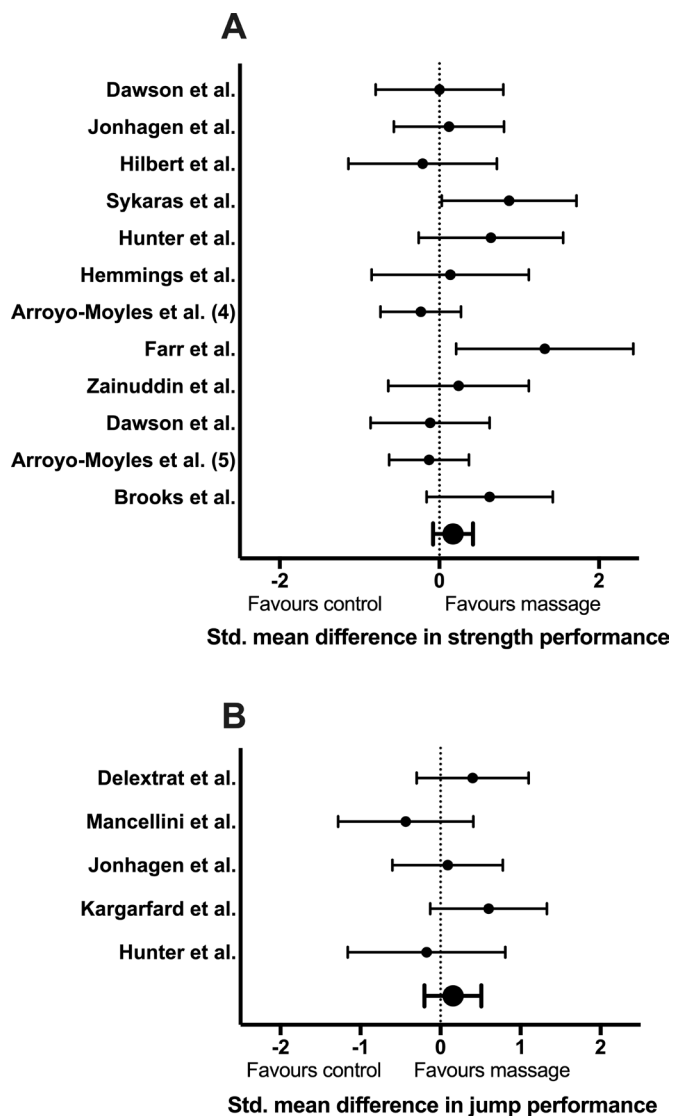 A
Dawson et al.
Jonhagen et al.
Hilbert et al.
Sykaras et al.
Hunter et al.
Hemmings et al.
Arroyo-Moyles et al. (4)
Farr et al.
Zainuddin et al.
Dawson et al.
Arroyo-Moyles et al. (5)
Brooks et al.
-2 0 2
Favours control Favours massage
Std. mean difference in strength performance
B
Delextrat et al.
Mancellini et al.
Jonhagen et al.
Kargarfard et al.
Hunter et al.
-2 -1 0 1 2
Favours control Favours massage
Std. mean difference in jump performance